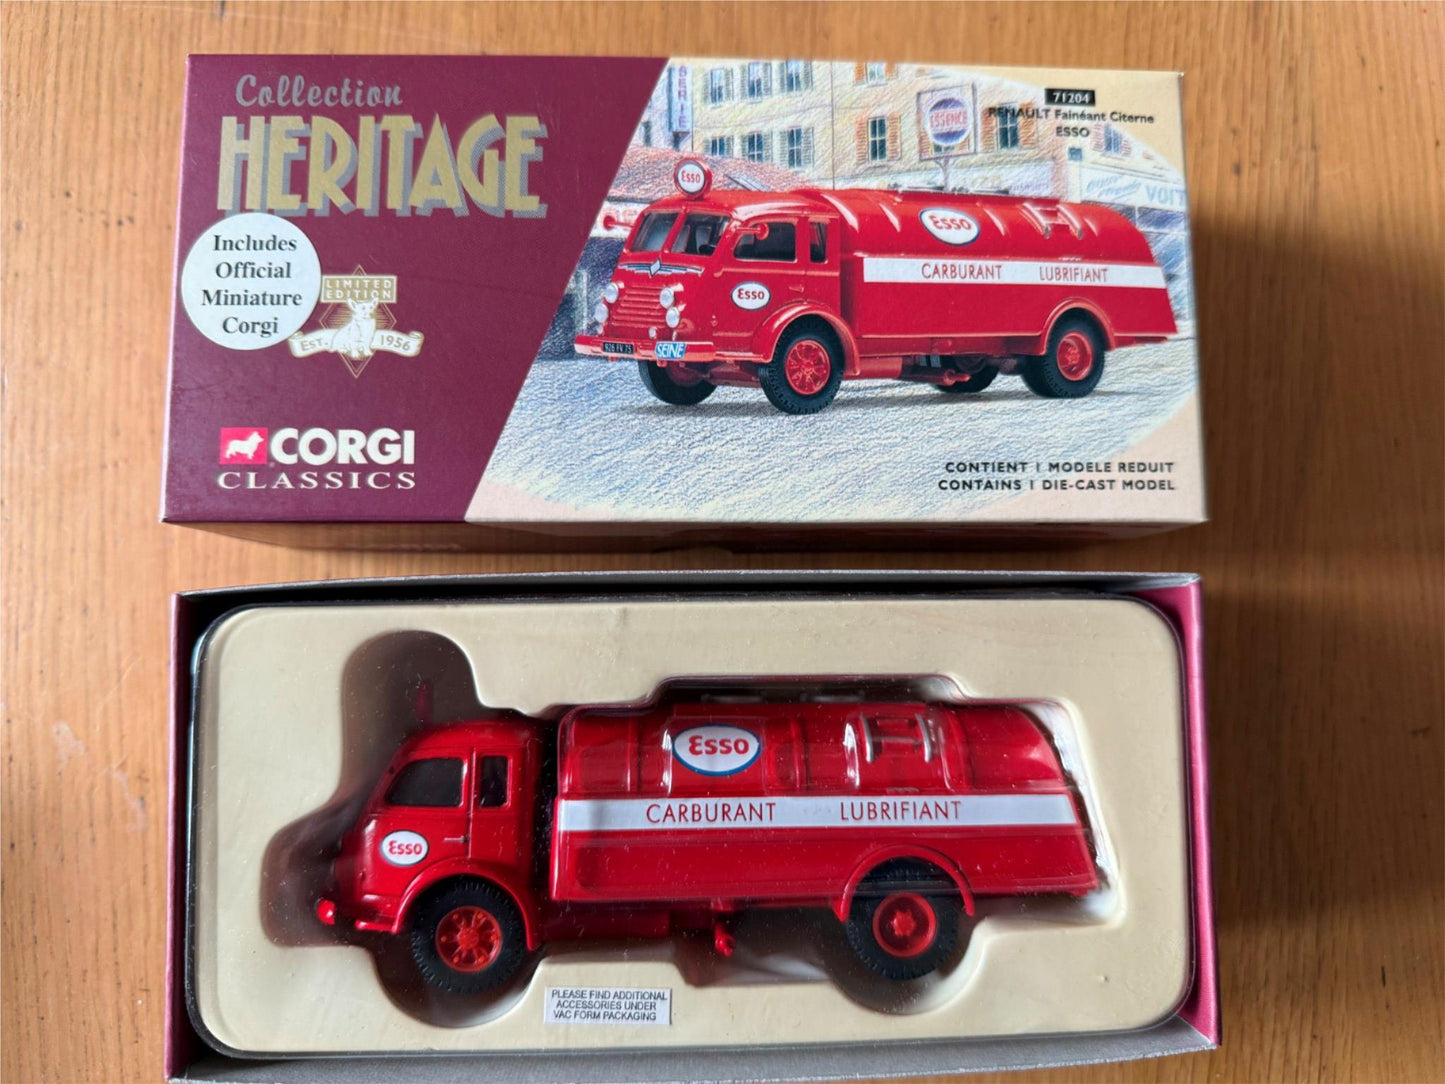 Collection
HERITAGE
Includes
Official
Miniature
Corgi
LIMITED
EDITION
EST. 1956
CORGI
CLASSICS
71204
RENAULT Fainéant Citerne
ESSO
ESSENCE
Esso
Esso
CARBURANT LUBRIFIANT
Esso
SEINE
CONTIENT 1 MODELE REDUIT
CONTAINS 1 DIE-CAST MODEL
Esso
CARBURANT LUBRIFIANT
Esso
PLEASE FIND ADDITIONAL
ACCESSORIES UNDER
VAC FORM PACKAGING